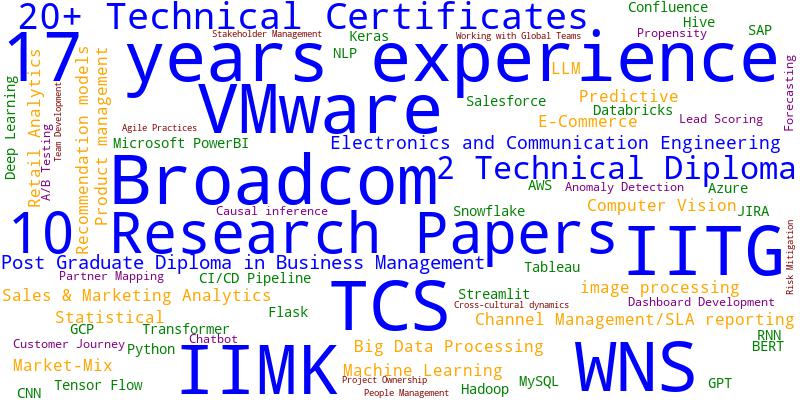 20+ Technical Certificates
Confluence
Hive
Stakeholder Management
Keras
Working with Global Teams
Propensity
SAP
17 years experience
NLP
LLM
Retail Analytics
Recommendation models
Product management
Deep Learning
Team Development
A/B Testing
Forecasting
VMware
Salesforce
Predictive
Databricks
E-Commerce
Lead Scoring
Agile Practices
Microsoft PowerBI
Electronics and Communication Engineering
Broadcom
2 Technical Diploma
AWS
Anomaly Detection
Azure
Causal inference
Snowflake
Computer Vision
JIRA
10 Research Papers
IITG
Risk Mitigation
Post Graduate Diploma in Business Management
Tableau
Partner Mapping
CI/CD Pipeline
TCS
Sales & Marketing Analytics
Streamlit
image processing
Cross-cultural dynamics
Dashboard Development
Statistical
Flask
Channel Management/SLA reporting
GCP
Transformer
RNN
Customer Journey
Chatbot
Python
Big Data Processing
BERT
IIMK
WNS
Market-Mix
Machine Learning
Project Ownership
CNN
Tensor Flow
People Management
Hadoop
MySQL
GPT